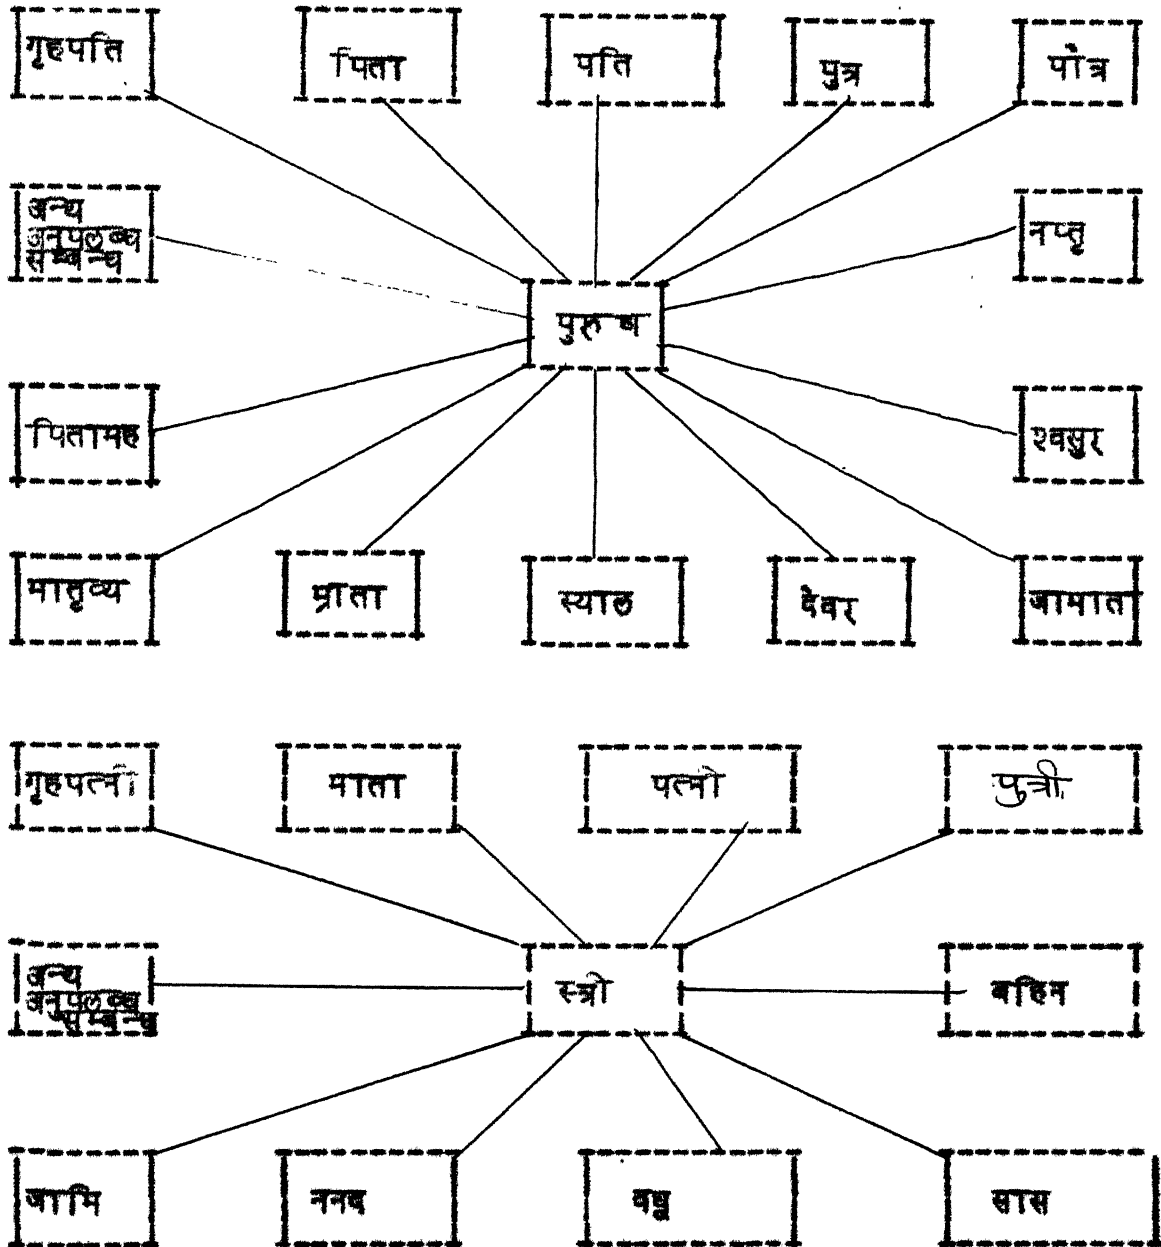 गृहपति
पिता
पति
पुत्र
पौत्र
अन्य
अनुपलब्ध
सम्बन्ध
नप्तृ
पुरुष
पितामह
श्वसुर
भ्रातृव्य
भ्राता
स्याल
देवर
जामाता
गृहपत्नी
माता
पत्नी
पुत्री
अन्य
अनुपलब्ध
सम्बन्ध
स्त्री
बहिन
जामि
ननद
वधु
सास